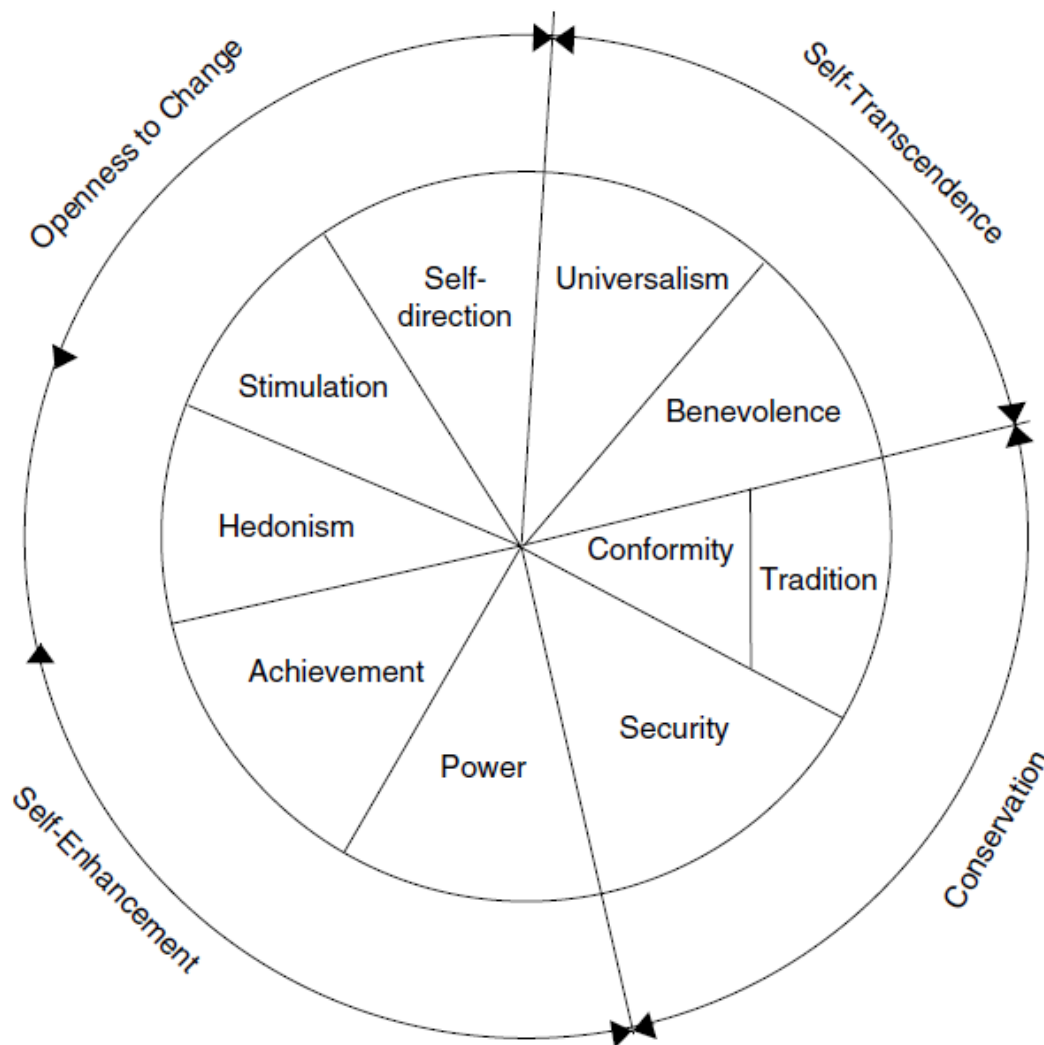 Openness to Change
Self-Transcendence
Self-
direction
Universalism
Stimulation
Benevolence
Hedonism
Conformity
Tradition
Achievement
Security
Power
Self-Enhancement
Conservation